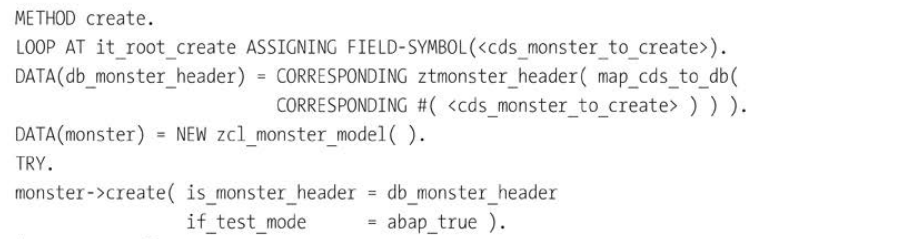 METHOD create.
LOOP AT it_root_create ASSIGNING FIELD-SYMBOL(<cds_monster_to_create>).
DATA(db_monster_header) = CORRESPONDING ztmonster_header( map_cds_to_db(
CORRESPONDING #( <cds_monster_to_create> ) ) ).
DATA(monster) = NEW zcl_monster_model( ).
TRY.
monster->create( is_monster_header = db_monster_header
if_test_mode = abap_true ).